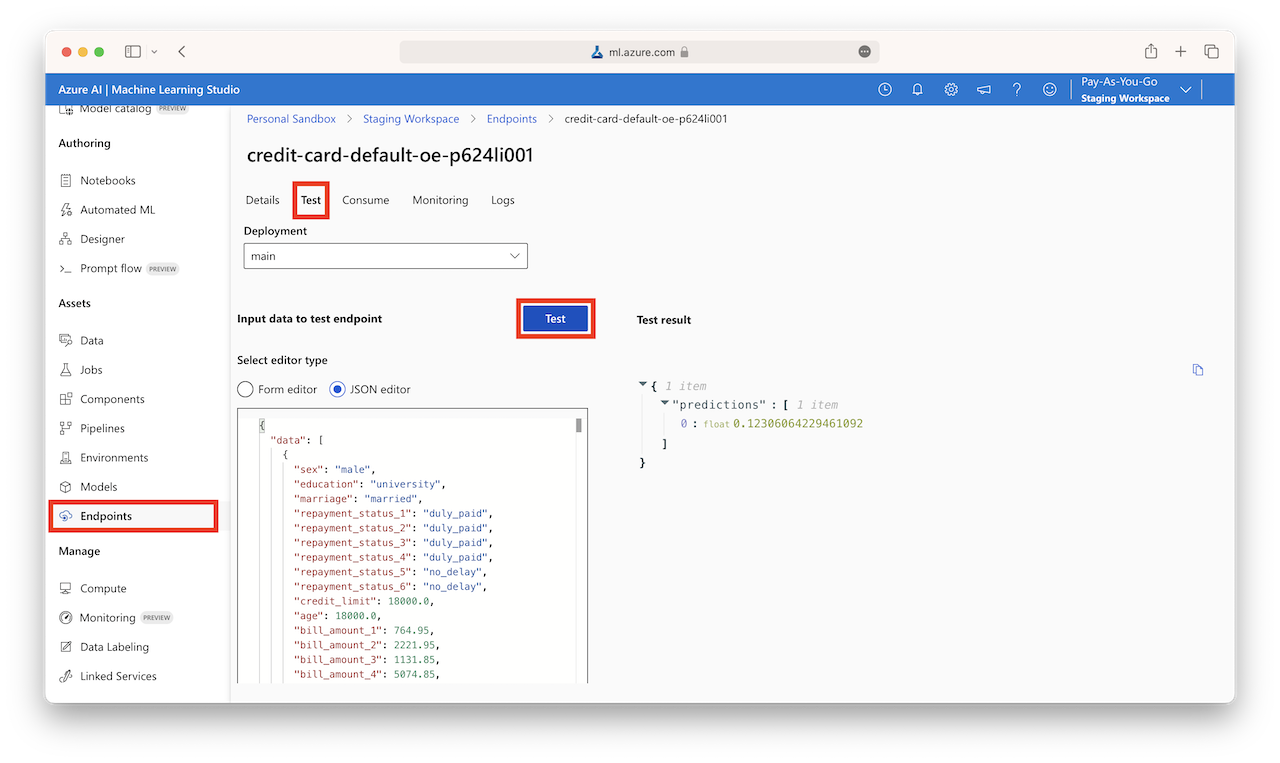 ml.azure.com
Azure AI | Machine Learning Studio
Pay-As-You-Go
Staging Workspace
Model catalog PREVIEW
Authoring
Notebooks
Automated ML
Designer
Prompt flow PREVIEW
Assets
Data
Jobs
Components
Pipelines
Environments
Models
Endpoints
Manage
Compute
Monitoring PREVIEW
Data Labeling
Linked Services
Personal Sandbox > Staging Workspace > Endpoints > credit-card-default-oe-p624li001
credit-card-default-oe-p624li001
Details Test Consume Monitoring Logs
Deployment
main
Input data to test endpoint
Test
Select editor type
Form editor JSON editor
{
"data": [
{
"sex": "male",
"education": "university",
"marriage": "married",
"repayment_status_1": "duly_paid",
"repayment_status_2": "duly_paid",
"repayment_status_3": "duly_paid",
"repayment_status_4": "duly_paid",
"repayment_status_5": "no_delay",
"repayment_status_6": "no_delay",
"credit_limit": 18000.0,
"age": 18000.0,
"bill_amount_1": 764.95,
"bill_amount_2": 2221.95,
"bill_amount_3": 1131.85,
"bill_amount_4": 5074.85,
Test result
{ 1 item
"predictions" : [ 1 item
0 : float 0.12306064229461092
]
}